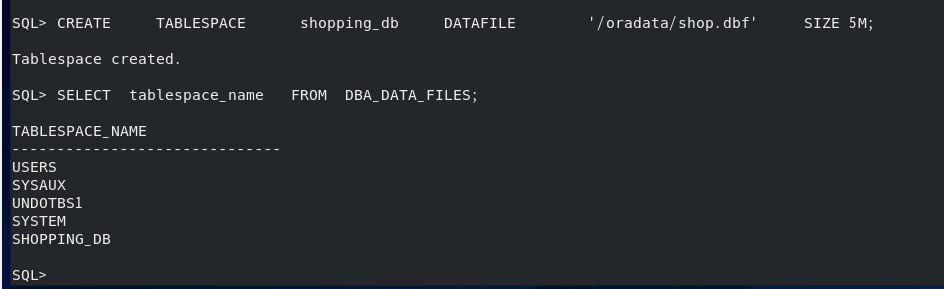 SQL> CREATE TABLESPACE shopping_db DATAFILE '/oradata/shop.dbf' SIZE 5M;
Tablespace created.
SQL> SELECT tablespace_name FROM DBA_DATA_FILES;
TABLESPACE_NAME
------------------------------
USERS
SYSAUX
UNDOTBS1
SYSTEM
SHOPPING_DB
SQL>